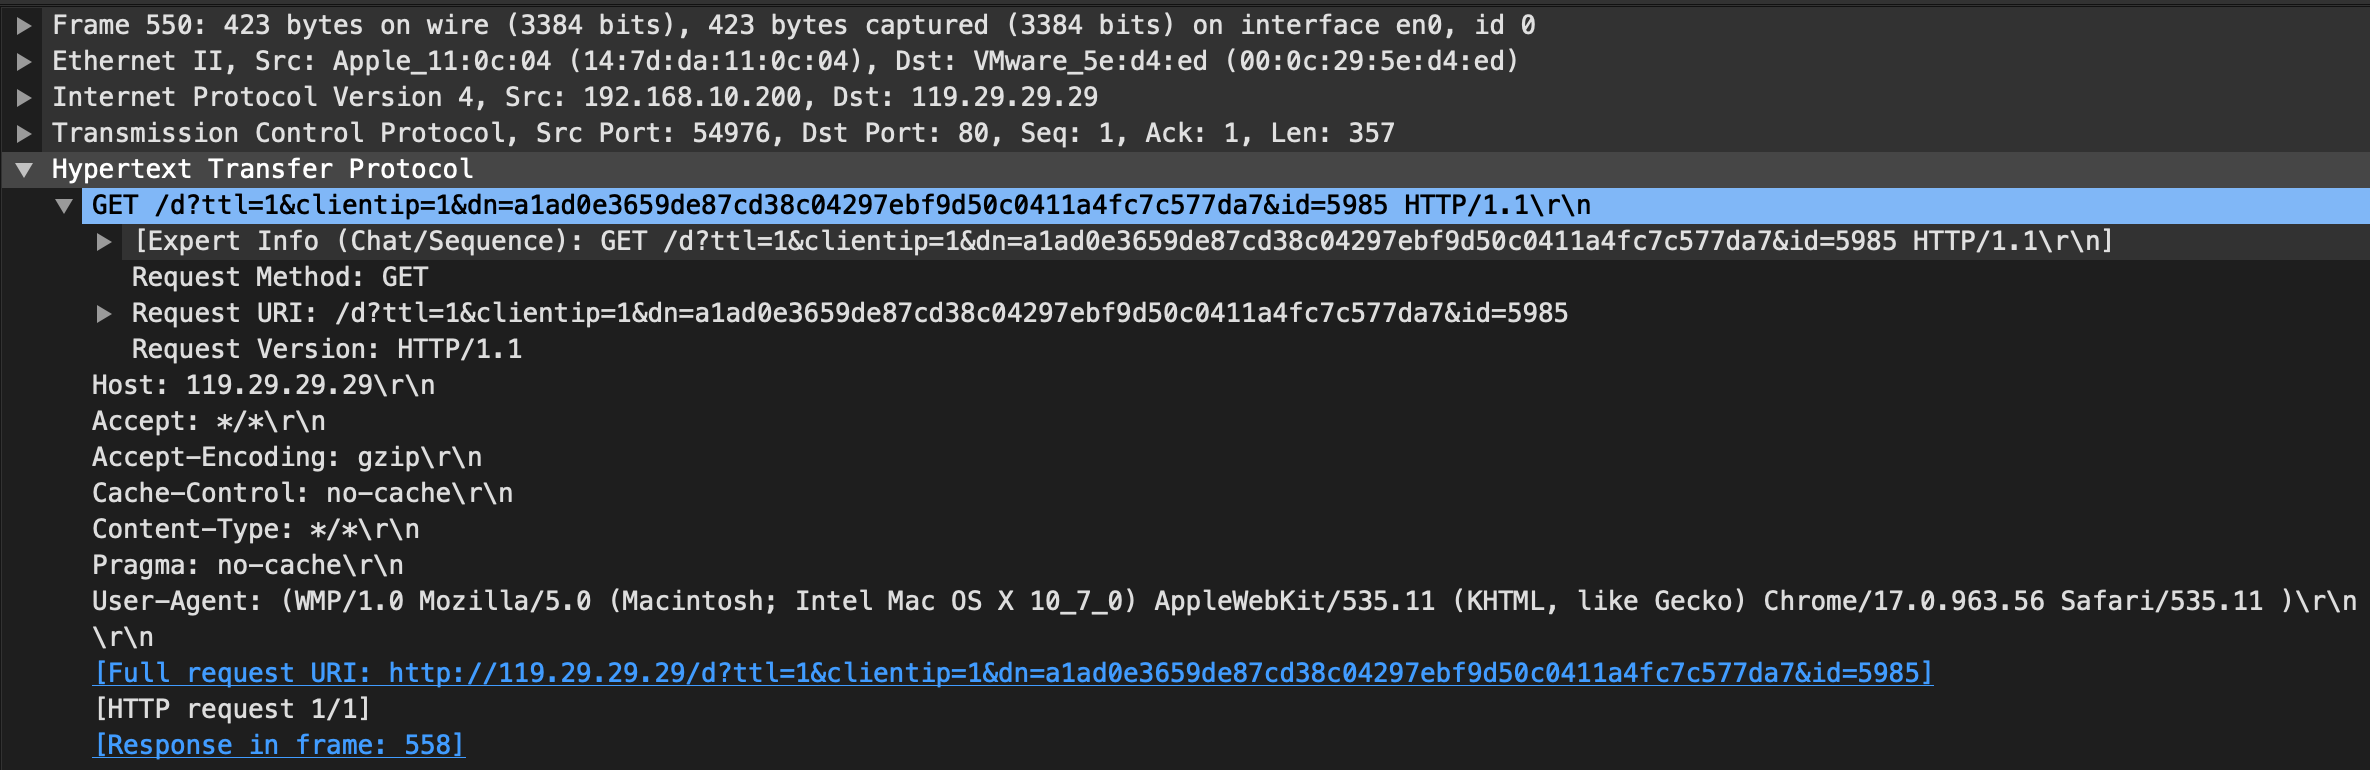 Frame 550: 423 bytes on wire (3384 bits), 423 bytes captured (3384 bits) on interface en0, id 0
Ethernet II, Src: Apple_11:0c:04 (14:7d:da:11:0c:04), Dst: VMware_5e:d4:ed (00:0c:29:5e:d4:ed)
Internet Protocol Version 4, Src: 192.168.10.200, Dst: 119.29.29.29
Transmission Control Protocol, Src Port: 54976, Dst Port: 80, Seq: 1, Ack: 1, Len: 357
Hypertext Transfer Protocol
GET /d?ttl=1&clientip=1&dn=a1ad0e3659de87cd38c04297ebf9d50c0411a4fc7c577da7&id=5985 HTTP/1.1\r\n
[Expert Info (Chat/Sequence): GET /d?ttl=1&clientip=1&dn=a1ad0e3659de87cd38c04297ebf9d50c0411a4fc7c577da7&id=5985 HTTP/1.1\r\n]
Request Method: GET
Request URI: /d?ttl=1&clientip=1&dn=a1ad0e3659de87cd38c04297ebf9d50c0411a4fc7c577da7&id=5985
Request Version: HTTP/1.1
Host: 119.29.29.29\r\n
Accept: */*\r\n
Accept-Encoding: gzip\r\n
Cache-Control: no-cache\r\n
Content-Type: */*\r\n
Pragma: no-cache\r\n
User-Agent: (WMP/1.0 Mozilla/5.0 (Macintosh; Intel Mac OS X 10_7_0) AppleWebKit/535.11 (KHTML, like Gecko) Chrome/17.0.963.56 Safari/535.11 )\r\n
\r\n
[Full request URI: http://119.29.29.29/d?ttl=1&clientip=1&dn=a1ad0e3659de87cd38c04297ebf9d50c0411a4fc7c577da7&id=5985]
[HTTP request 1/1]
[Response in frame: 558]